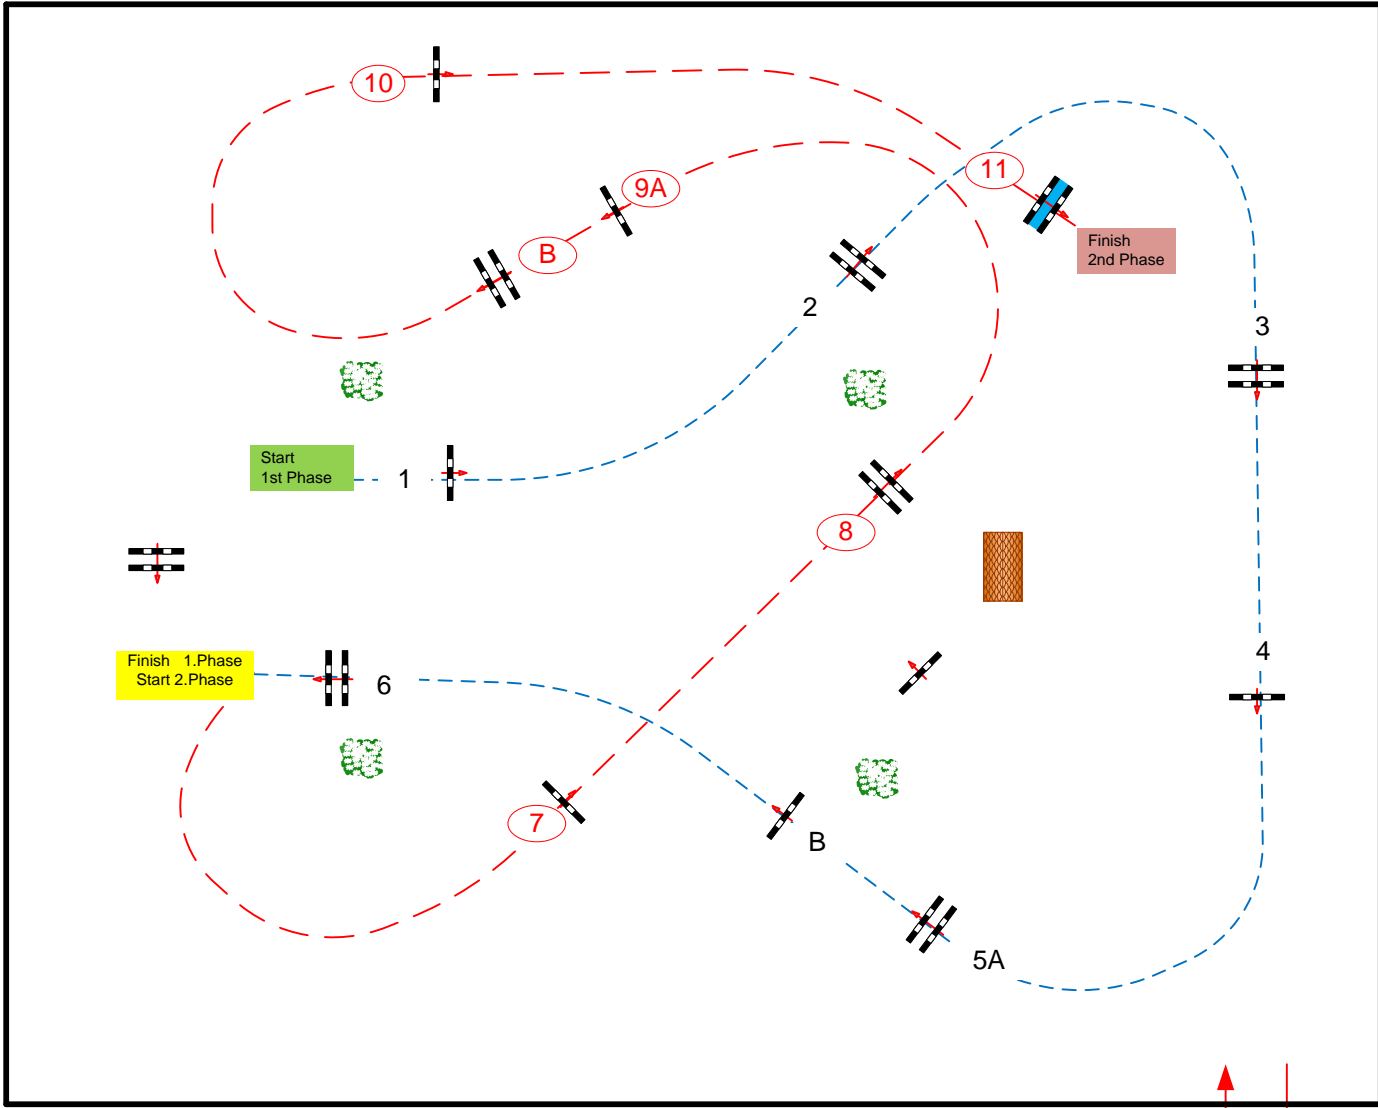 10
9A
11
B
Finish
2nd Phase
2
3
Start
1st Phase
1
8
Finish 1.Phase
Start 2.Phase
6
4
7
B
5A